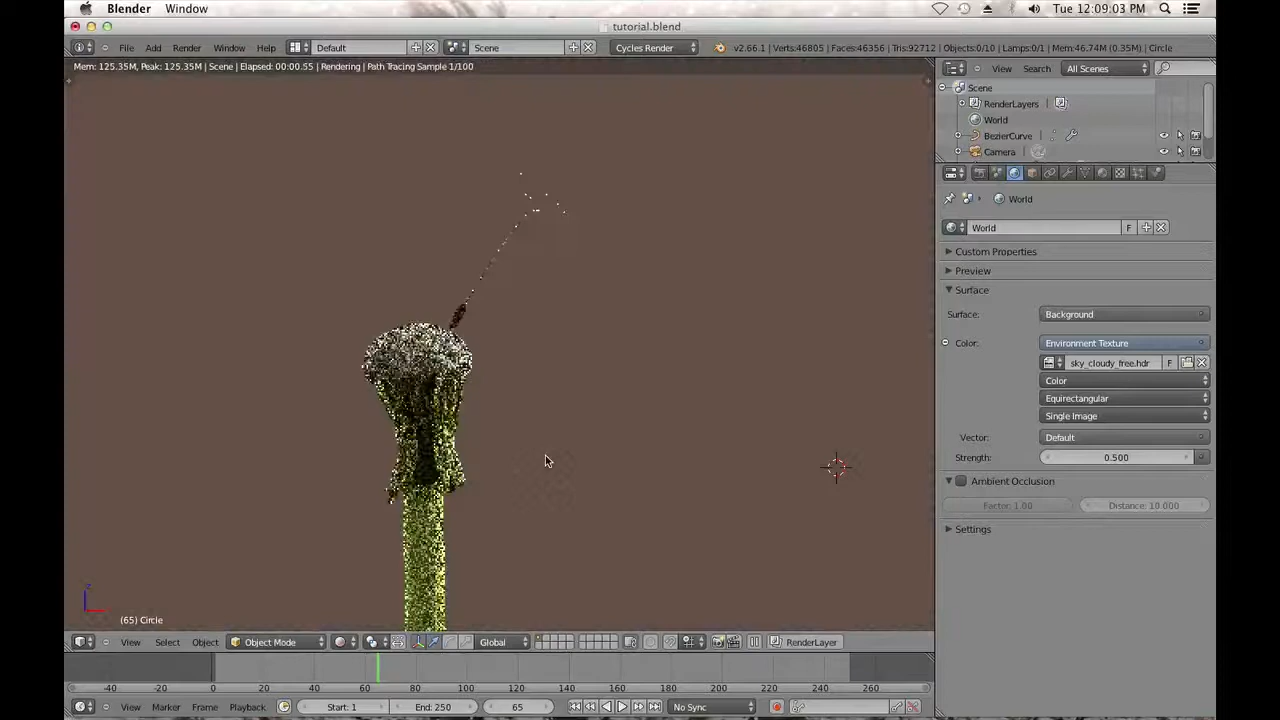 Blender Window Tue 12:09:03 PM
tutorial.blend
File Add Render Window Help Default Scene Cycles Render v2.66.1 | Verts:46805 | Faces:46356 | Tris:92712 | Objects:0/10 | Lamps:0/1 | Mem:46.74M (0.35M) | Circle
Mem: 125.35M, Peak: 125.35M | Scene | Elapsed: 00:00.55 | Rendering | Path Tracing Sample 1/100
View Search All Scenes
Scene
RenderLayers |
World
BezierCurve |
Camera |
World
World F
Custom Properties
Preview
Surface
Surface: Background
Color: Environment Texture
sky_cloudy_free.hdr F
Color
Equirectangular
Single Image
Vector: Default
Strength: 0.500
Ambient Occlusion
Factor: 1.00 Distance: 10.000
Settings
z
(65) Circle
View Select Object Object Mode Global RenderLayer
-40 -20 0 20 40 60 80 100 120 140 160 180 200 220 240 260
View Marker Frame Playback Start: 1 End: 250 65 No Sync